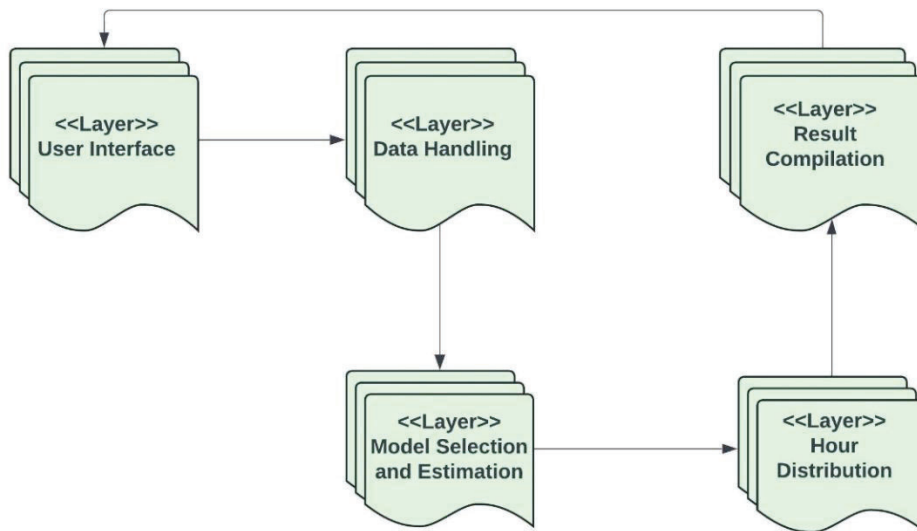 <<Layer>>
User Interface
<<Layer>>
Data Handling
<<Layer>>
Result
Compilation
<<Layer>>
Model Selection
and Estimation
<<Layer>>
Hour
Distribution